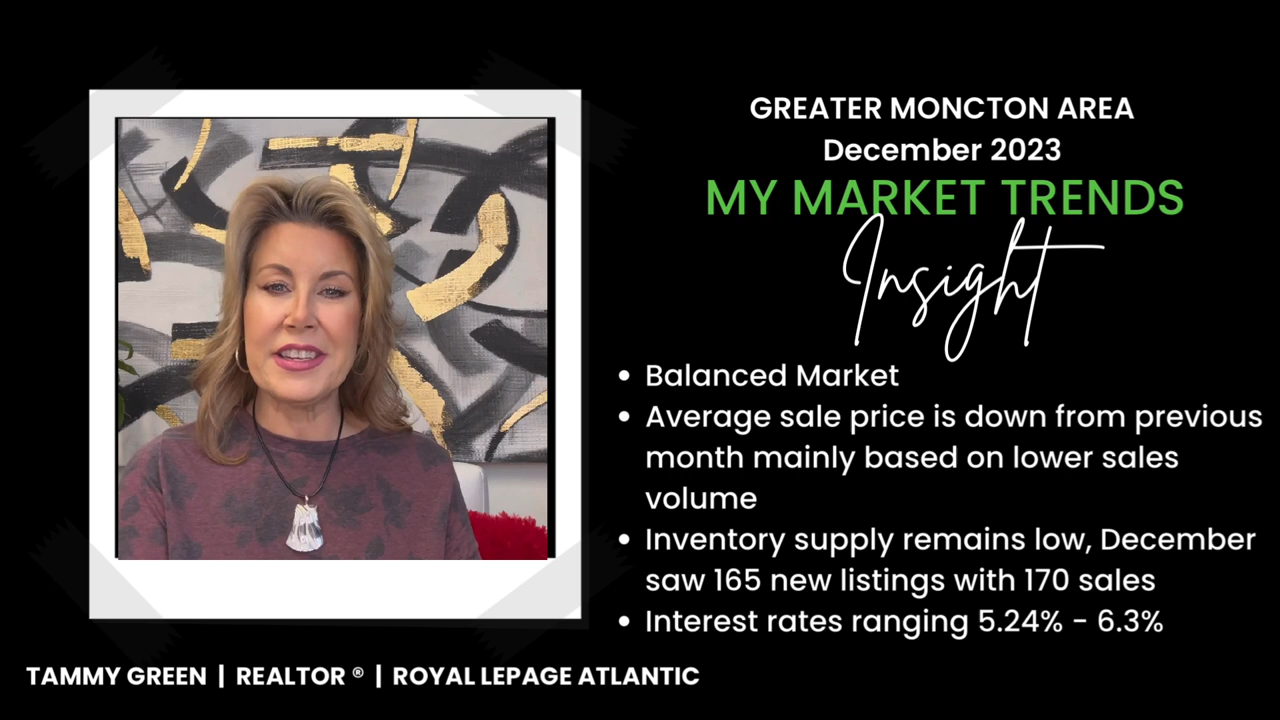 GREATER MONCTON AREA
December 2023
MY MARKET TRENDS
Insight
• Balanced Market
• Average sale price is down from previous
month mainly based on lower sales
volume
• Inventory supply remains low, December
saw 165 new listings with 170 sales
• Interest rates ranging 5.24% - 6.3%
TAMMY GREEN | REALTOR ® | ROYAL LEPAGE ATLANTIC